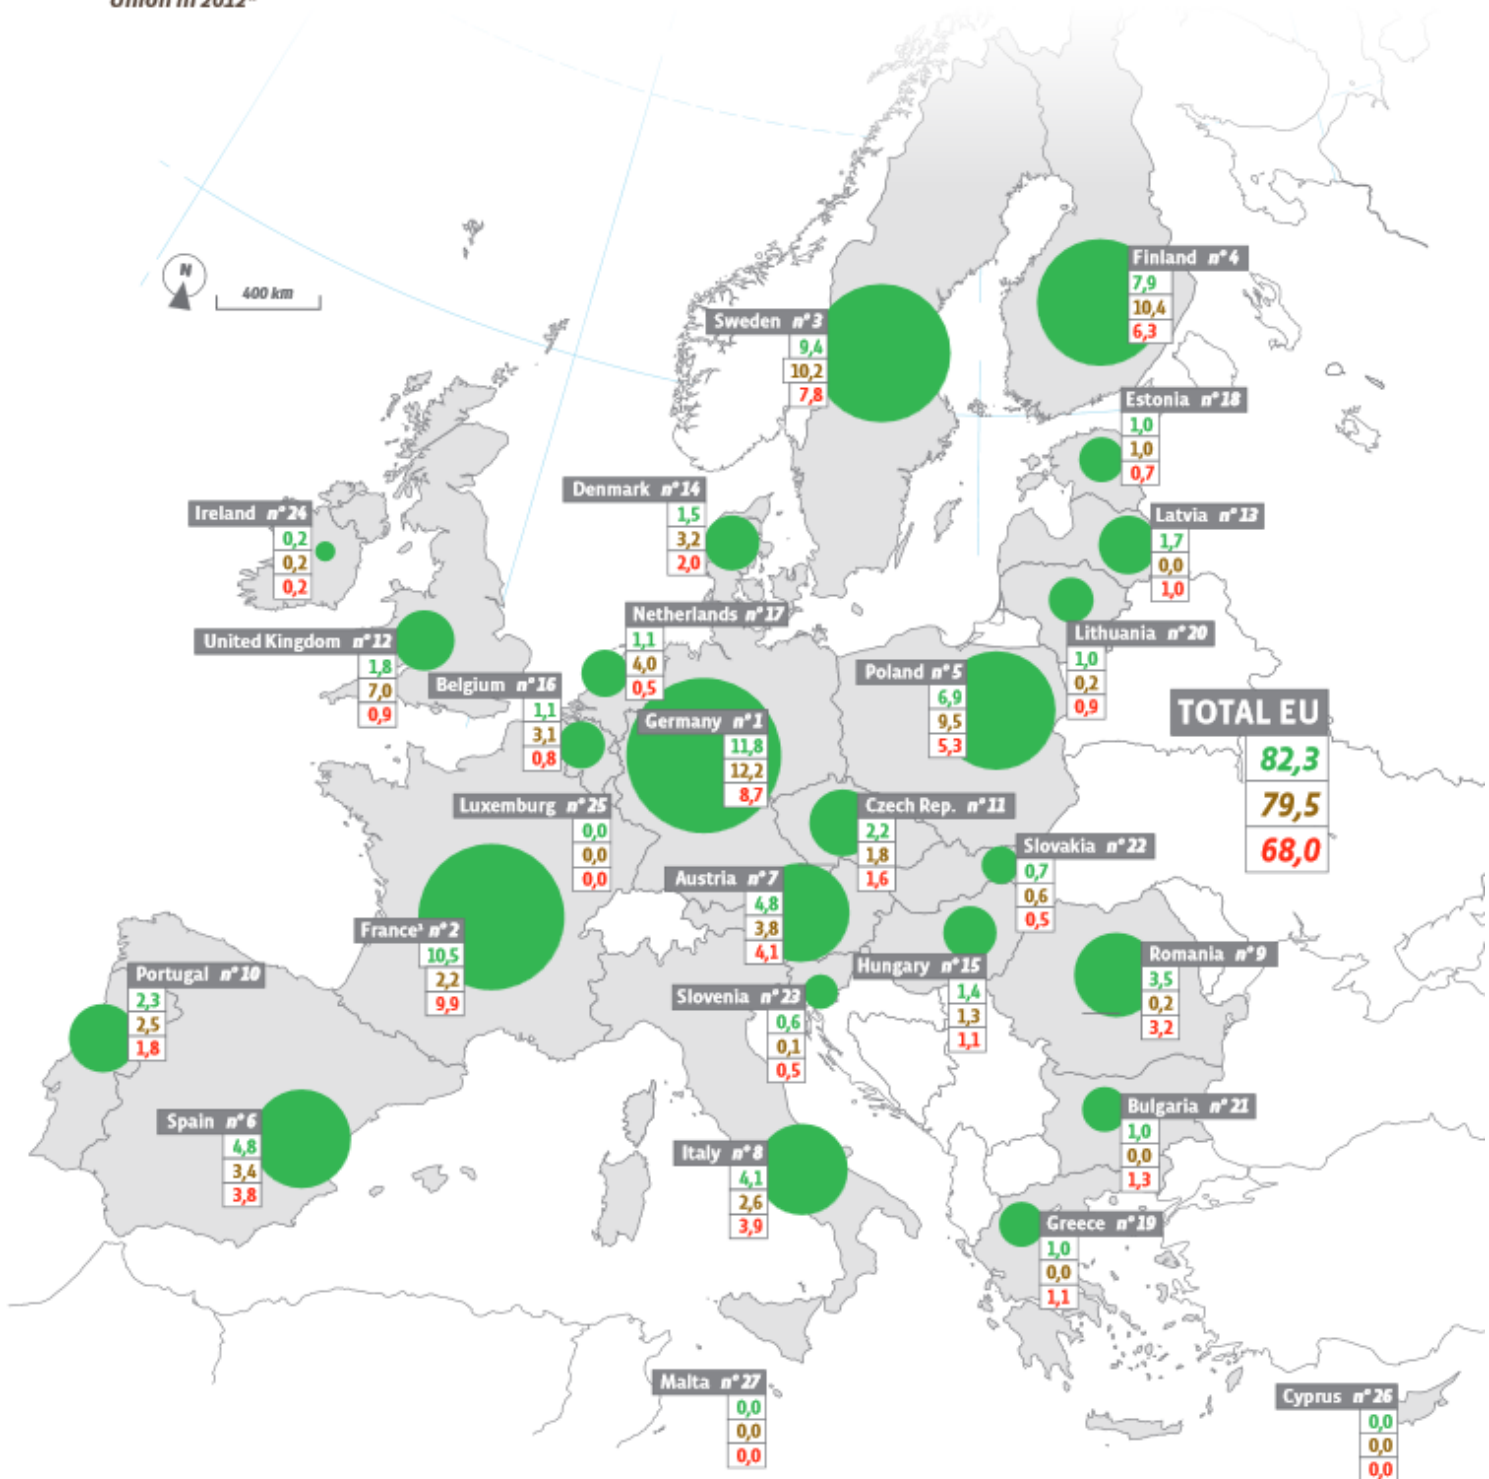 Union in 2012*
N
400 km
Finland n°4
7,9
10,4
6,3
Sweden n°3
9,4
10,2
7,8
Estonia n°18
1,0
1,0
0,7
Denmark n°14
1,5
3,2
2,0
Ireland n°24
0,2
0,2
0,2
Latvia n°13
1,7
0,0
1,0
Netherlands n°17
1,1
4,0
0,5
United Kingdom n°12
1,8
7,0
0,9
Lithuania n°20
1,0
0,2
0,9
Belgium n°16
1,1
3,1
0,8
Poland n°5
6,9
9,5
5,3
Germany n°1
11,8
12,2
8,7
TOTAL EU
82,3
79,5
68,0
Luxemburg n°25
0,0
0,0
0,0
Czech Rep. n°11
2,2
1,8
1,6
Slovakia n°22
0,7
0,6
0,5
Austria n°7
4,8
3,8
4,1
France¹ n°2
10,5
2,2
9,9
Romania n°9
3,5
0,2
3,2
Hungary n°15
1,4
1,3
1,1
Portugal n°10
2,3
2,5
1,8
Slovenia n°23
0,6
0,1
0,5
Bulgaria n°21
1,0
0,0
1,3
Spain n°6
4,8
3,4
3,8
Italy n°8
4,1
2,6
3,9
Greece n°19
1,0
0,0
1,1
Malta n°27
0,0
0,0
0,0
Cyprus n°26
0,0
0,0
0,0